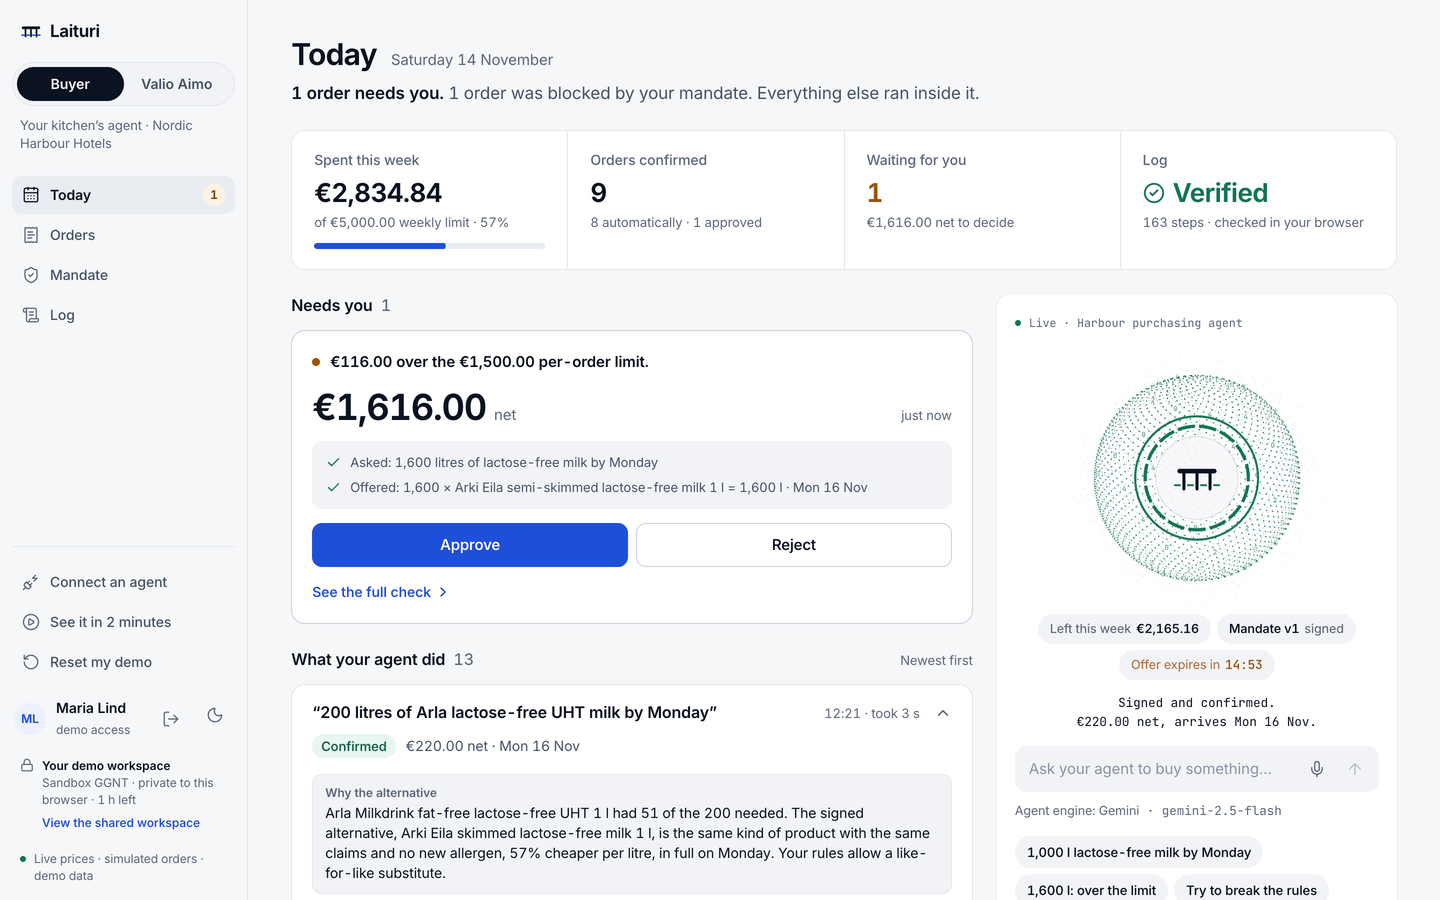 Laituri
Buyer
Valio Aimo
Your kitchen's agent · Nordic
Harbour Hotels
Today
1
Orders
Mandate
Log
Connect an agent
See it in 2 minutes
Reset my demo
ML
Maria Lind
demo access
Your demo workspace
Sandbox GGNT · private to this
browser · 1 h left
View the shared workspace
Live prices · simulated orders ·
demo data
Today
Saturday 14 November
1 order needs you. 1 order was blocked by your mandate. Everything else ran inside it.
Spent this week
€2,834.84
of €5,000.00 weekly limit · 57%
Orders confirmed
9
8 automatically · 1 approved
Waiting for you
1
€1,616.00 net to decide
Log
Verified
163 steps · checked in your browser
Needs you 1
€116.00 over the €1,500.00 per-order limit.
€1,616.00 net
just now
Asked: 1,600 litres of lactose-free milk by Monday
Offered: 1,600 × Arki Eila semi-skimmed lactose-free milk 1 l = 1,600 l · Mon 16 Nov
Approve
Reject
See the full check
What your agent did 13
Newest first
“200 litres of Arla lactose-free UHT milk by Monday”
12:21 · took 3 s
Confirmed
€220.00 net · Mon 16 Nov
Why the alternative
Arla Milkdrink fat-free lactose-free UHT 1 l had 51 of the 200 needed. The signed
alternative, Arki Eila skimmed lactose-free milk 1 l, is the same kind of product with the same
claims and no new allergen, 57% cheaper per litre, in full on Monday. Your rules allow a like-
for-like substitute.
Live · Harbour purchasing agent
Left this week €2,165.16
Mandate v1 signed
Offer expires in 14:53
Signed and confirmed.
€220.00 net, arrives Mon 16 Nov.
Ask your agent to buy something...
Agent engine: Gemini · gemini-2.5-flash
1,000 l lactose-free milk by Monday
1,600 l: over the limit
Try to break the rules